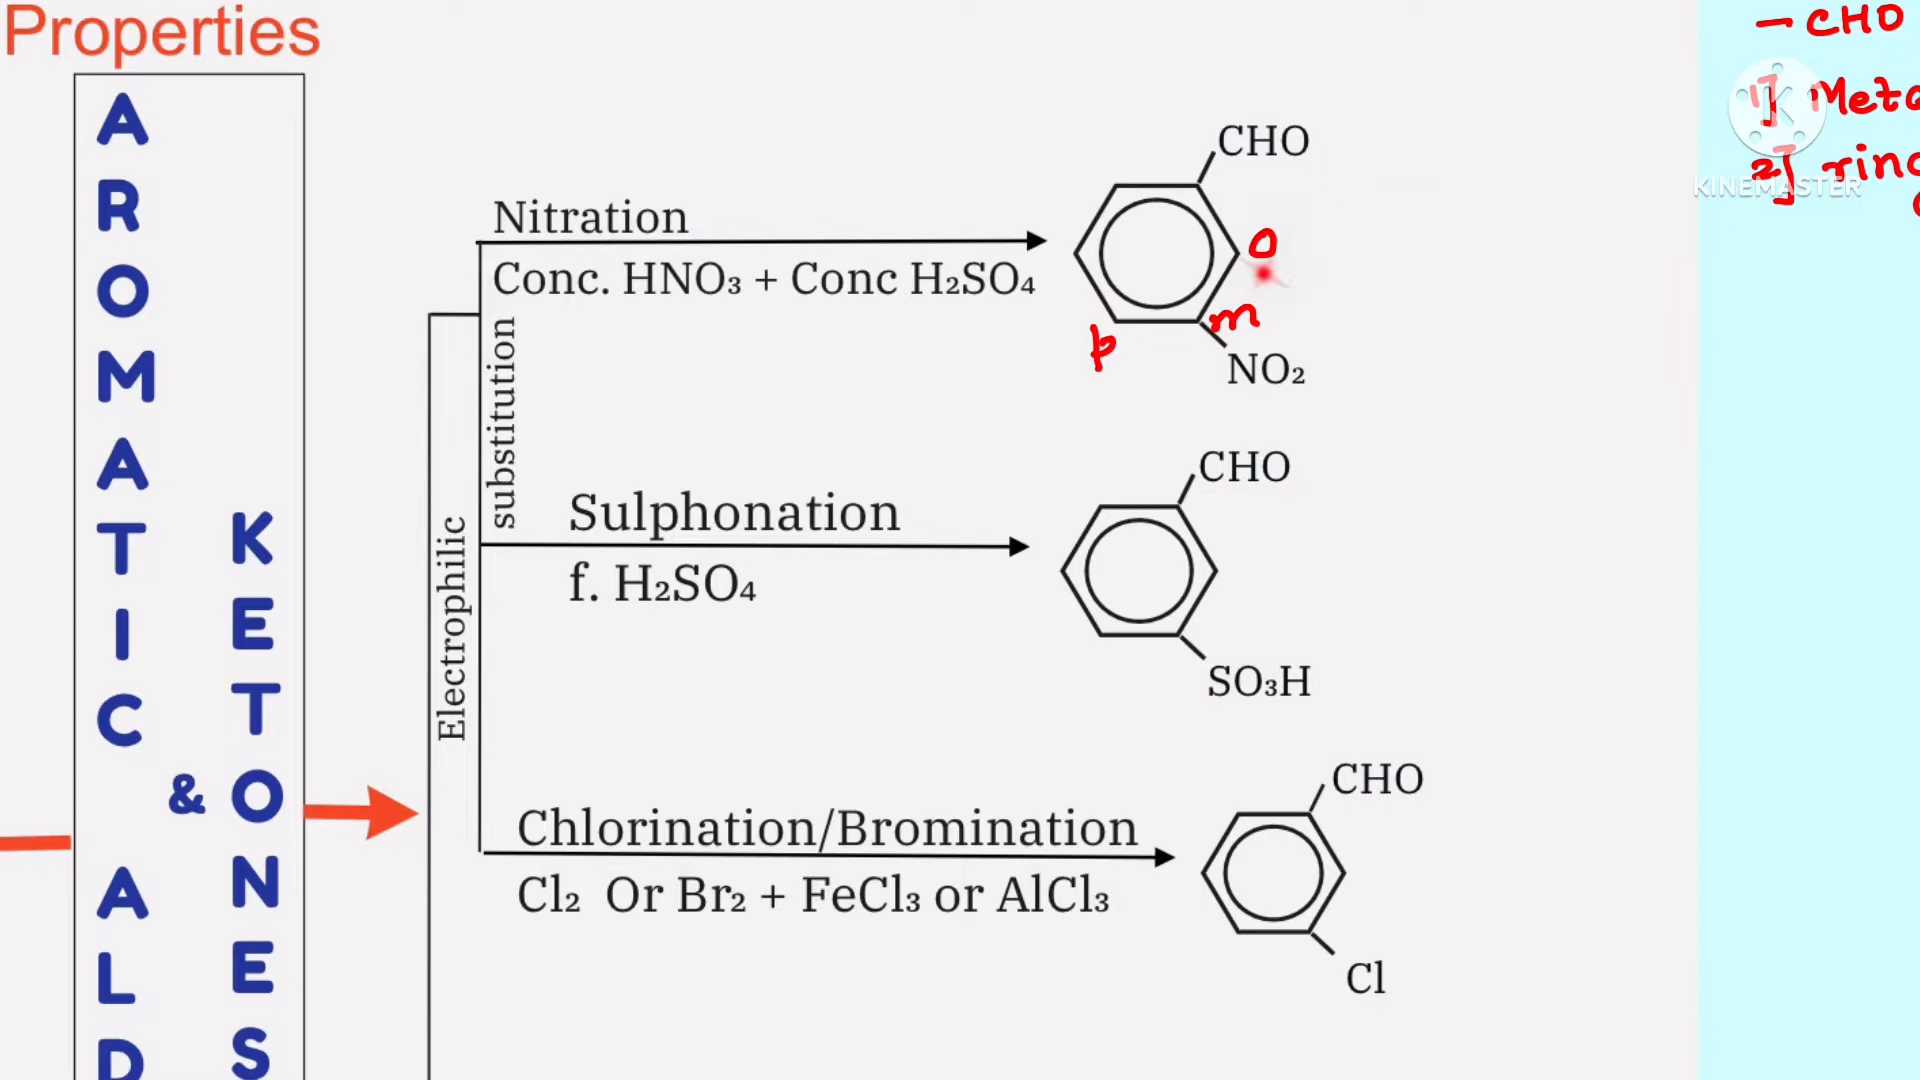 Properties
AROMATIC ALD
&
KETONES
Electrophilic
substitution
Nitration
Conc. HNO₃ + Conc H₂SO₄
CHO
O
m
p
NO₂
Sulphonation
f. H₂SO₄
CHO
SO₃H
Chlorination/Bromination
Cl₂ Or Br₂ + FeCl₃ or AlCl₃
CHO
Cl
– CHO
1] Meta
2] ring
KINEMASTER